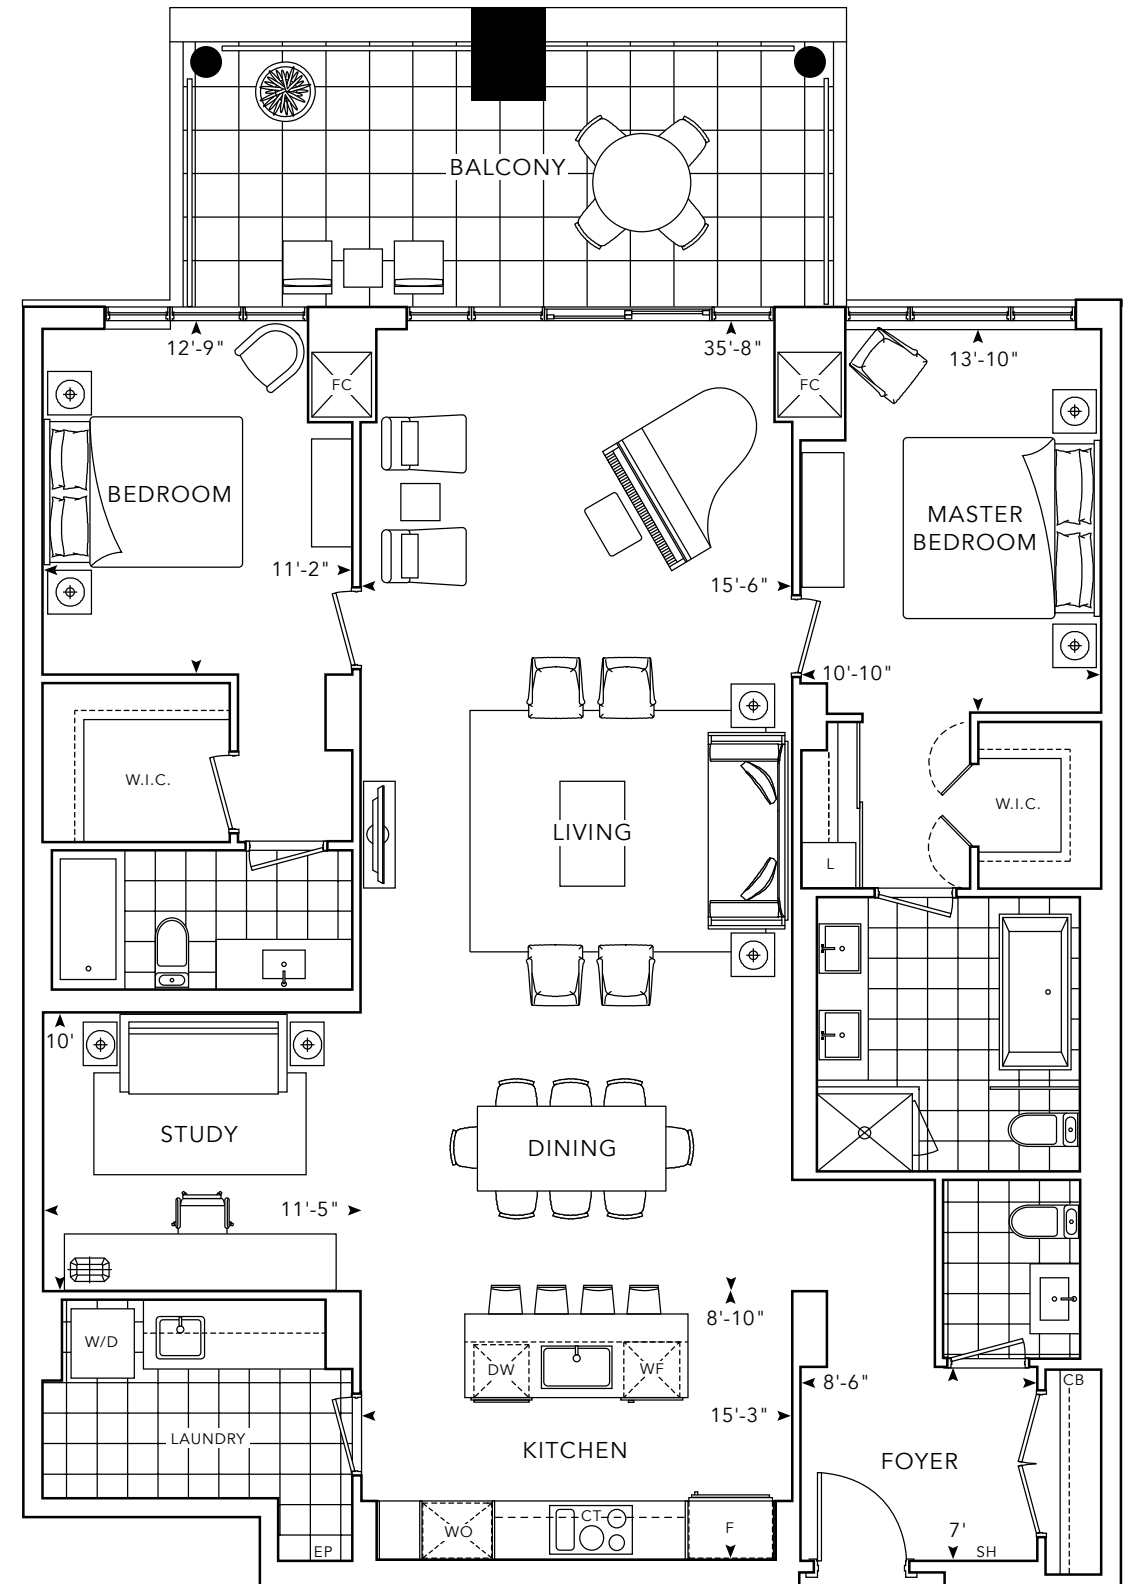 BALCONY
12'-9"
35'-8"
13'-10"
FC
FC
BEDROOM
MASTER
BEDROOM
11'-2"
15'-6"
10'-10"
W.I.C.
LIVING
W.I.C.
L
10'
STUDY
DINING
11'-5"
8'-10"
W/D
DW
WF
8'-6"
CB
15'-3"
LAUNDRY
KITCHEN
FOYER
CT
WO
F
7'
EP
SH